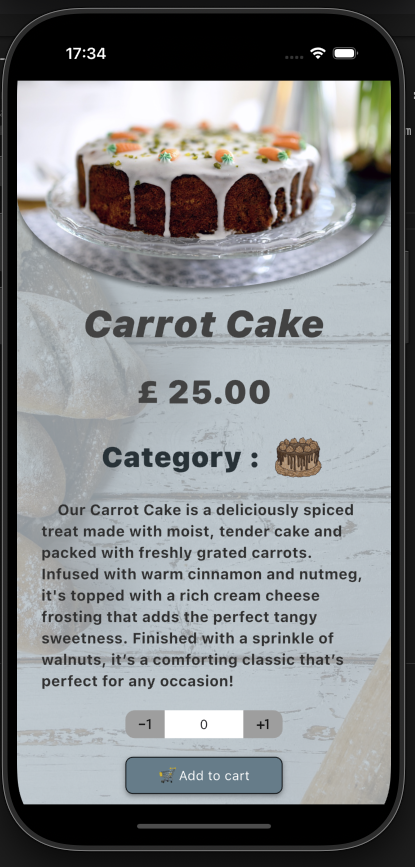 17:34
Carrot Cake
£ 25.00
Category :
Our Carrot Cake is a deliciously spiced
treat made with moist, tender cake and
packed with freshly grated carrots.
Infused with warm cinnamon and nutmeg,
it's topped with a rich cream cheese
frosting that adds the perfect tangy
sweetness. Finished with a sprinkle of
walnuts, it’s a comforting classic that’s
perfect for any occasion!
−1 0 +1
Add to cart